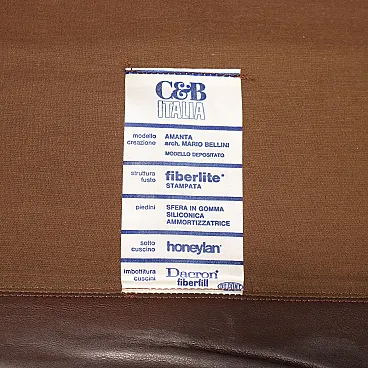 C&B
ITALIA
modello AMANTA
creazione arch. MARIO BELLINI
MODELLO DEPOSITATO
struttura fiberlite*
fusto STAMPATA
piedini SFERA IN GOMMA
SILICONICA
AMMORTIZZATRICE
sotto
cuscino honeylan*
imbottitura Dacron*
cuscini fiberfill